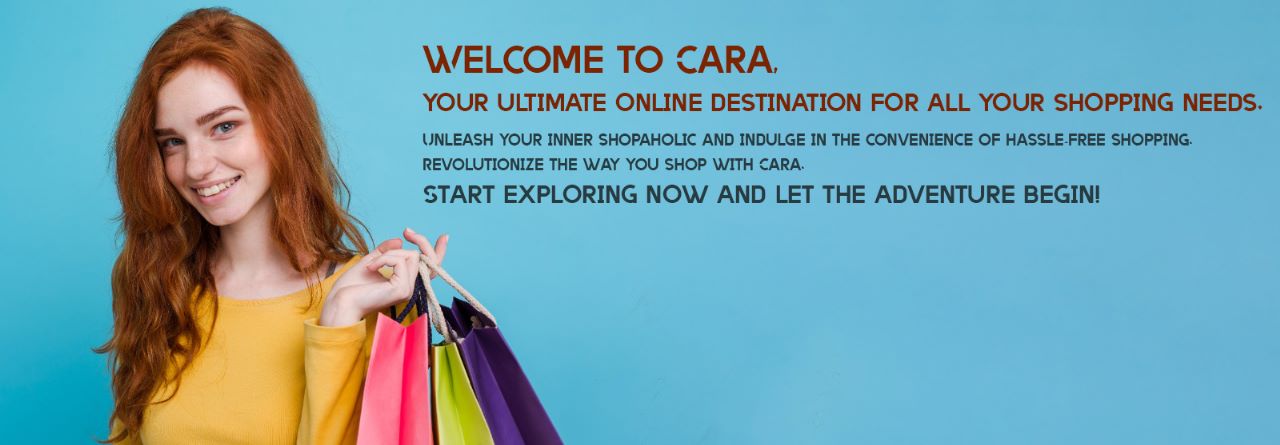 WELCOME TO CARA,
YOUR ULTIMATE ONLINE DESTINATION FOR ALL YOUR SHOPPING NEEDS.
UNLEASH YOUR INNER SHOPAHOLIC AND INDULGE IN THE CONVENIENCE OF HASSLE-FREE SHOPPING.
REVOLUTIONIZE THE WAY YOU SHOP WITH CARA.
START EXPLORING NOW AND LET THE ADVENTURE BEGIN!